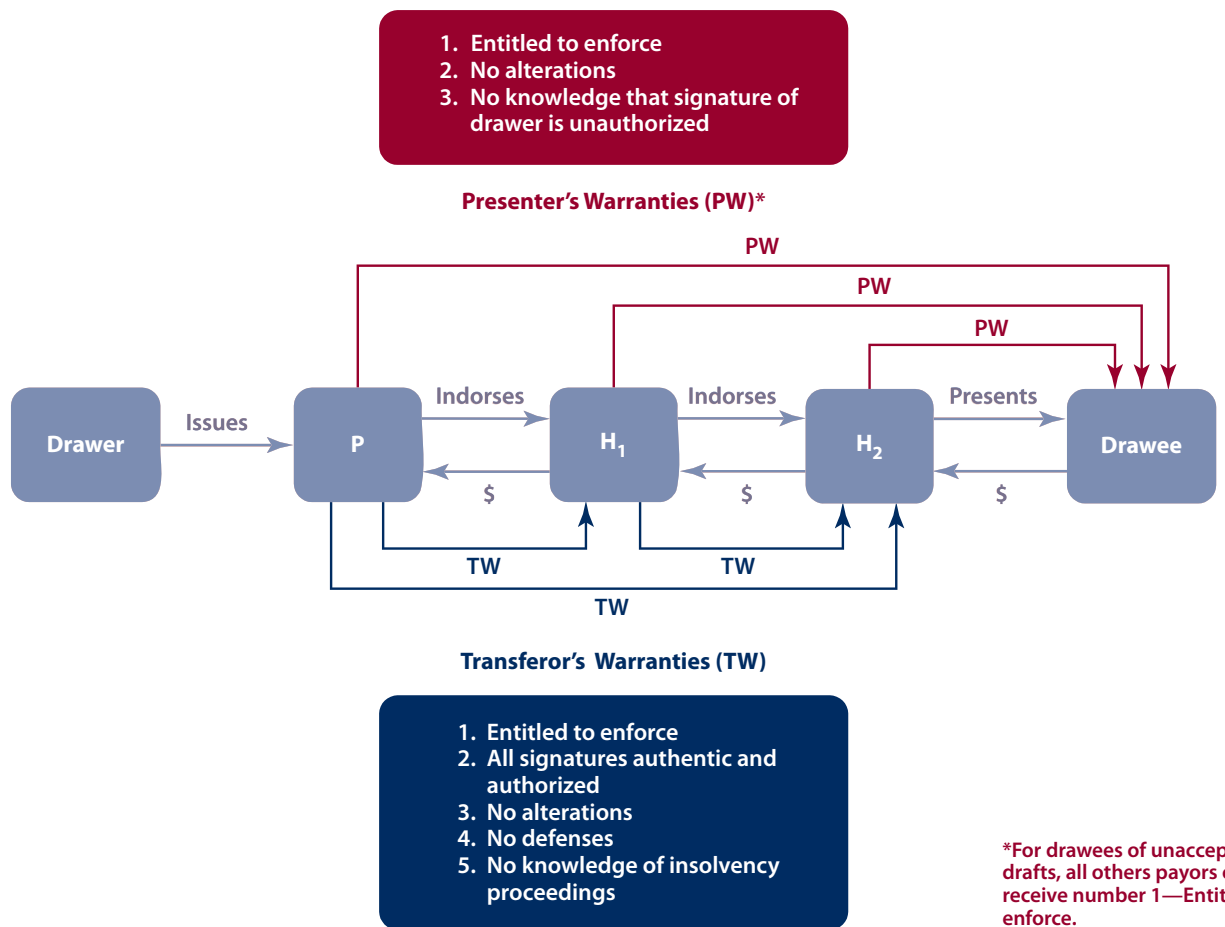 1. Entitled to enforce
2. No alterations
3. No knowledge that signature of
drawer is unauthorized
Presenter's Warranties (PW)*
PW
PW
PW
Drawer
Issues
P
Indorses
H1
Indorses
H2
Presents
Drawee
$
$
$
TW
TW
TW
Transferor's Warranties (TW)
1. Entitled to enforce
2. All signatures authentic and
authorized
3. No alterations
4. No defenses
5. No knowledge of insolvency
proceedings
*For drawees of
drafts, all others payors
receive number 1—
enforce.